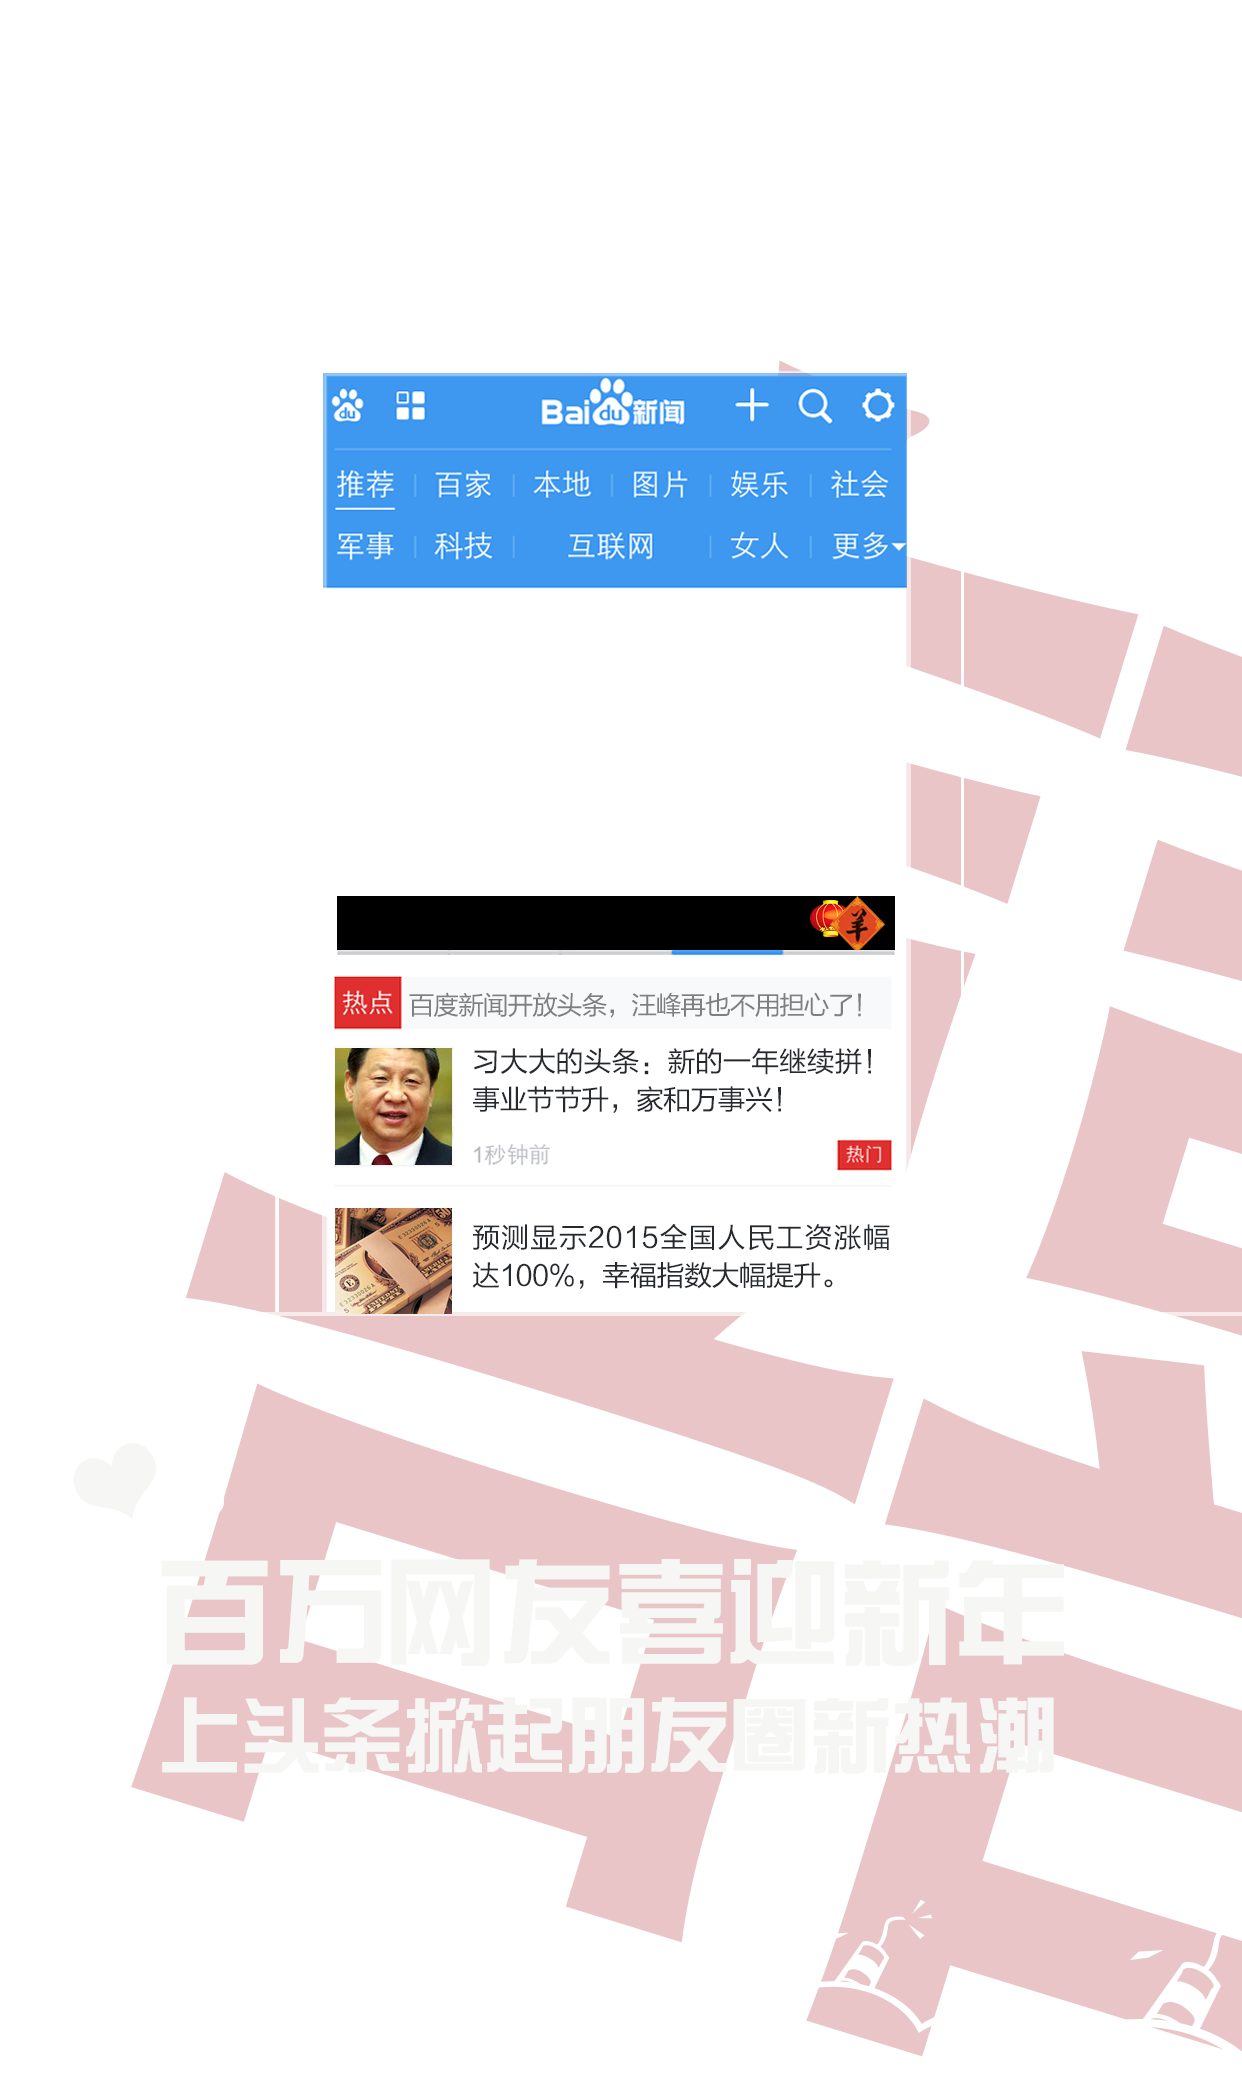 du Baidu新闻
推荐 百家 本地 图片 娱乐 社会
军事 科技 互联网 女人 更多
羊
热点 百度新闻开放头条，汪峰再也不用担心了！
习大大的头条：新的一年继续拼！
事业节节升，家和万事兴！
1秒钟前 热门
预测显示2015全国人民工资涨幅
达100%，幸福指数大幅提升。
百万网友喜迎新年
上头条掀起朋友圈新热潮